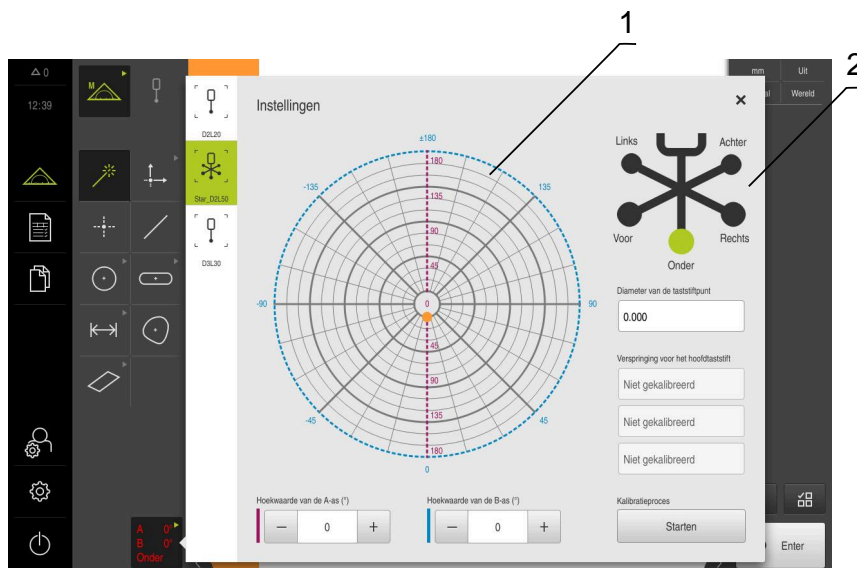 1
2
0
12:39
M
D2L20
Star_D2L50
D3L30
Instellingen
±180
180
-135
135
135
90
45
-90
0
90
45
90
-45
135
45
180
0
Hoekwaarde van de A-as (°)
Hoekwaarde van de B-as (°)
− 0 +
− 0 +
mm
Uit
Wereld
Links
Achter
Voor
Rechts
Onder
Diameter van de taststiftpunt
0.000
Verspringing voor het hoofdtaststift
Niet gekalibreerd
Niet gekalibreerd
Niet gekalibreerd
Kalibratieproces
Starten
A 0°
B 0°
Onder
Enter